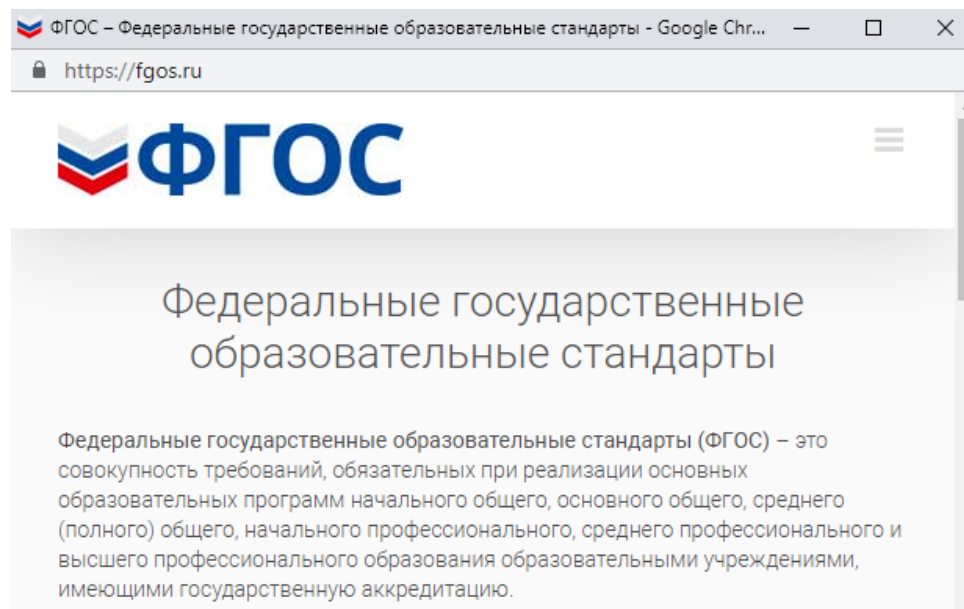 ФГОС – Федеральные государственные образовательные стандарты - Google Chr...
https://fgos.ru
ФГОС
Федеральные государственные
образовательные стандарты
Федеральные государственные образовательные стандарты (ФГОС) – это
совокупность требований, обязательных при реализации основных
образовательных программ начального общего, основного общего, среднего
(полного) общего, начального профессионального, среднего профессионального и
высшего профессионального образования образовательными учреждениями,
имеющими государственную аккредитацию.